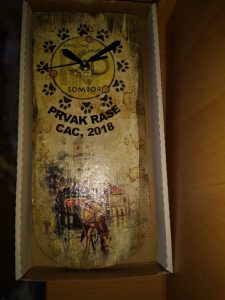 SOMBOR
PRVAK RASE
CAC, 2018